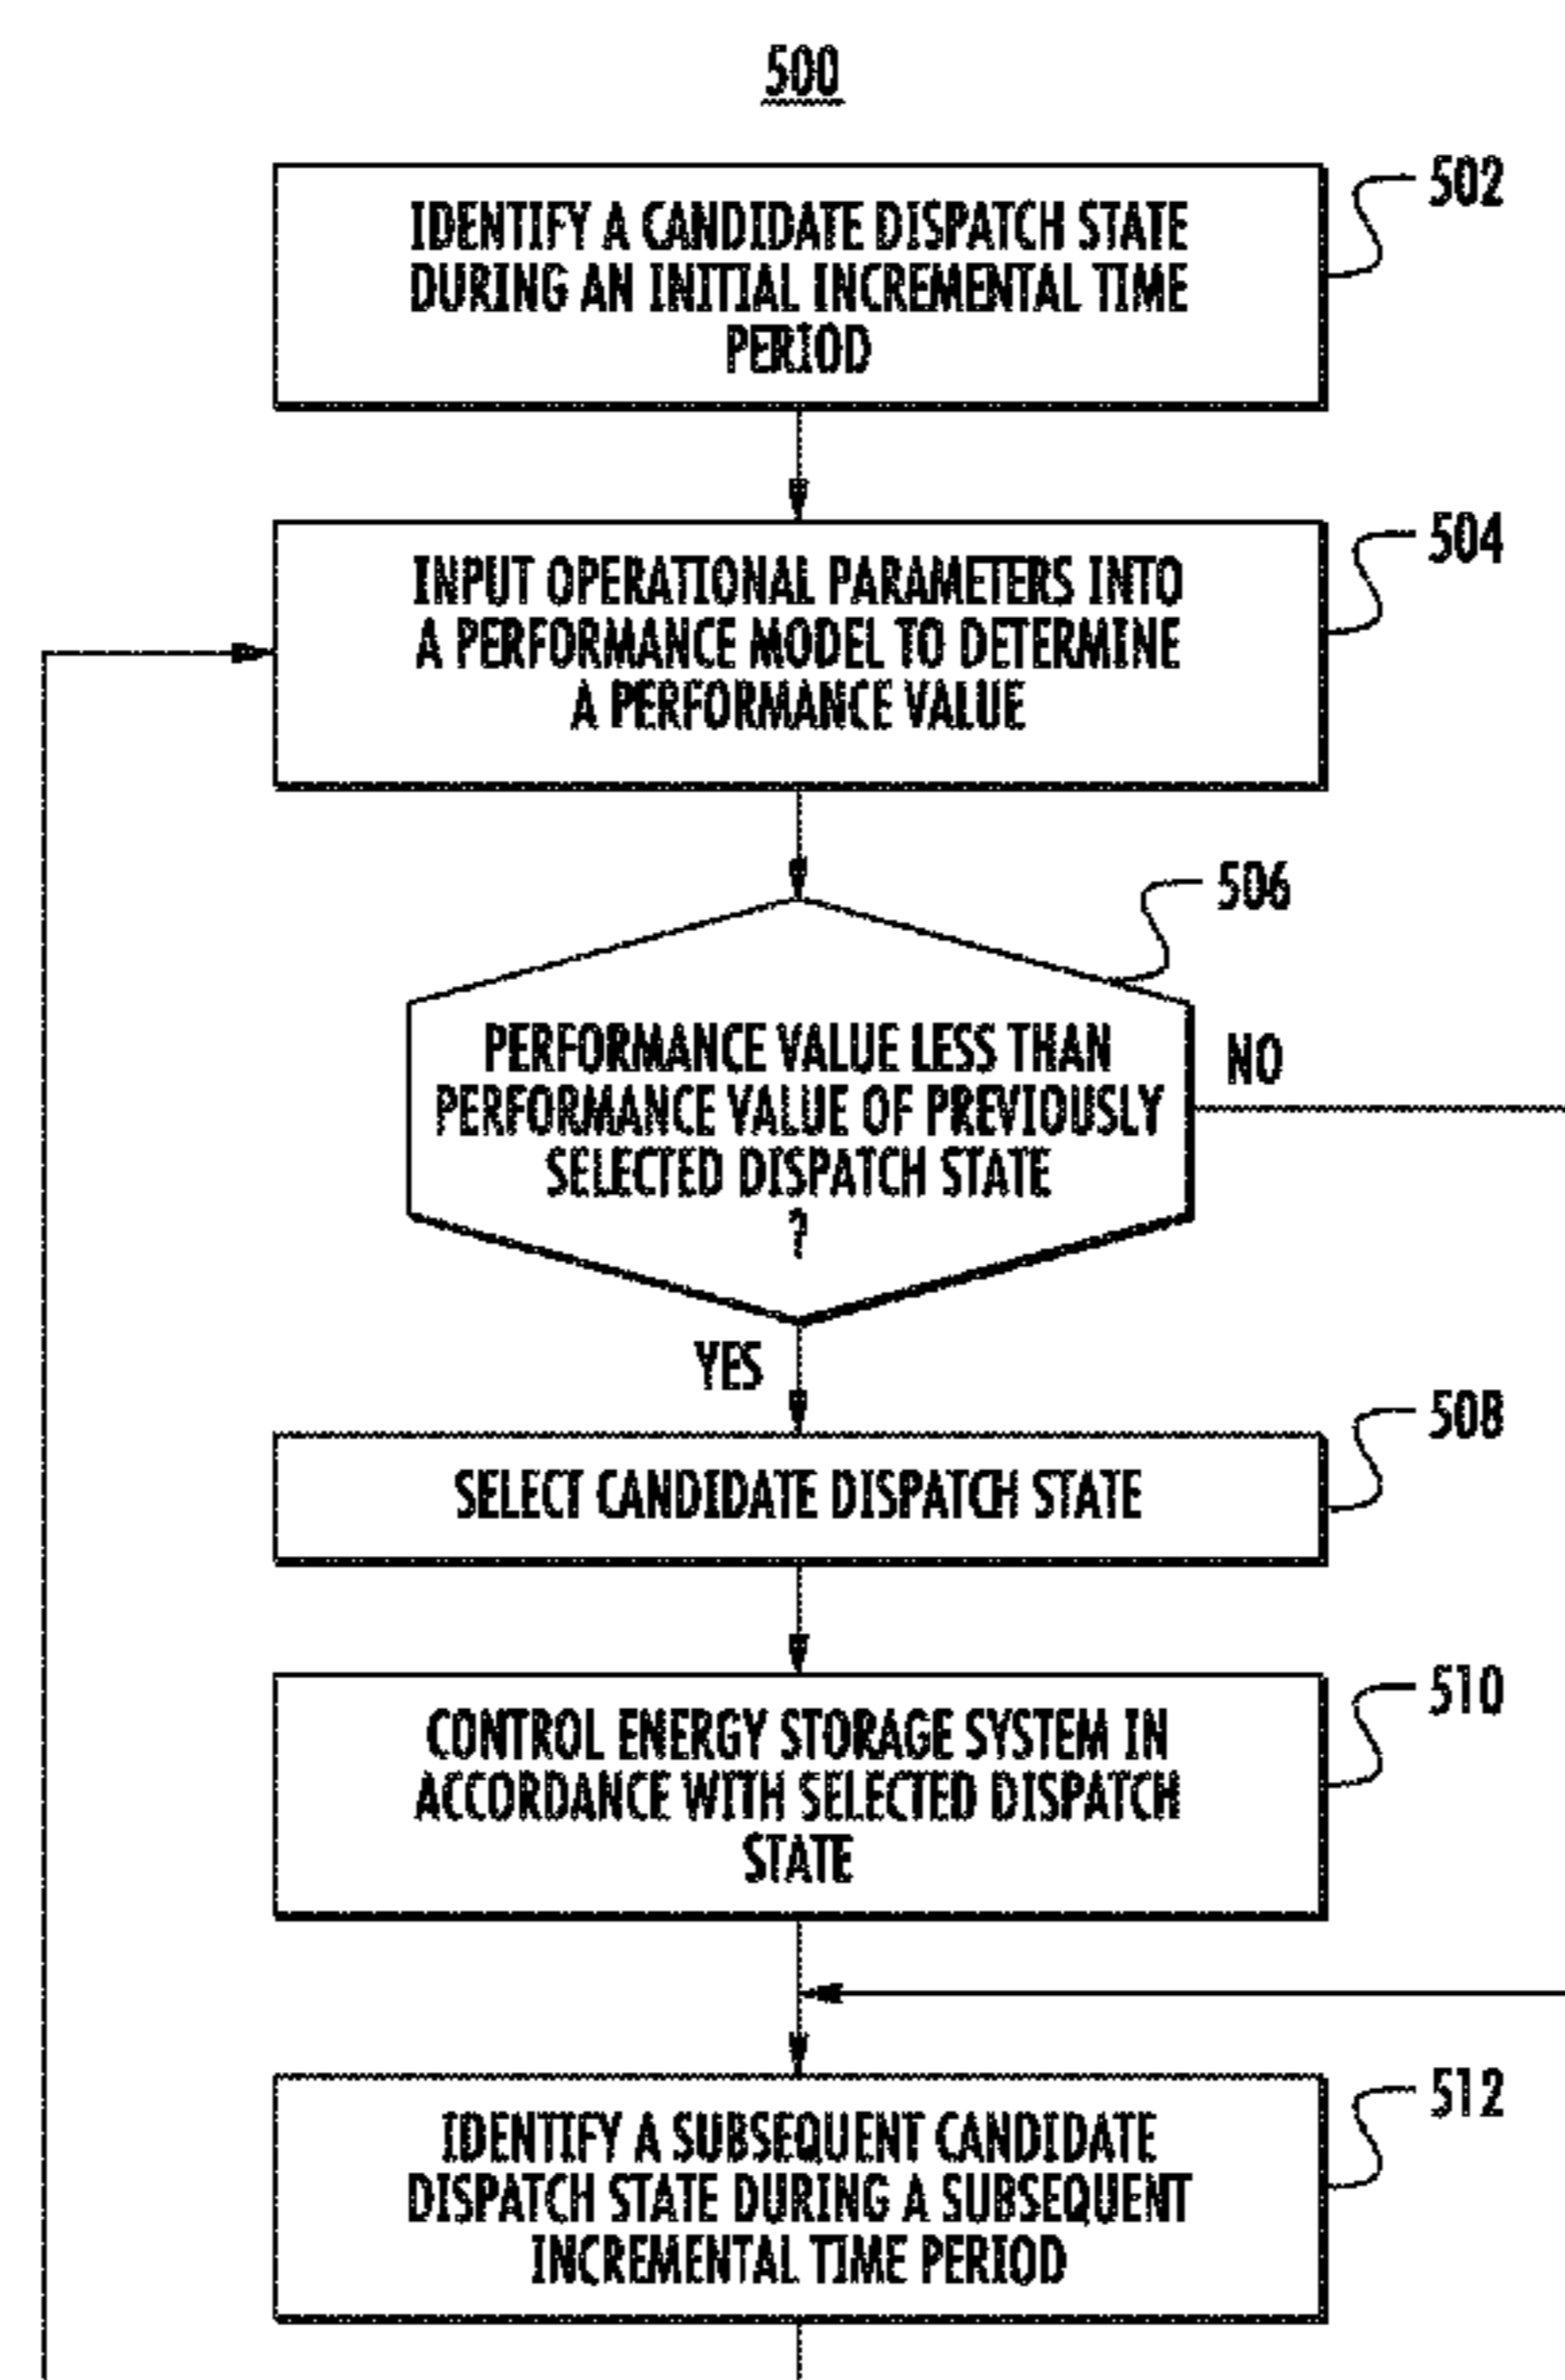 500
502
IDENTIFY A CANDIDATE DISPATCH STATE
DURING AN INITIAL INCREMENTAL TIME
PERIOD
504
INPUT OPERATIONAL PARAMETERS INTO
A PERFORMANCE MODEL TO DETERMINE
A PERFORMANCE VALUE
506
PERFORMANCE VALUE LESS THAN
PERFORMANCE VALUE OF PREVIOUSLY
SELECTED DISPATCH STATE
?
NO
YES
508
SELECT CANDIDATE DISPATCH STATE
510
CONTROL ENERGY STORAGE SYSTEM IN
ACCORDANCE WITH SELECTED DISPATCH
STATE
512
IDENTIFY A SUBSEQUENT CANDIDATE
DISPATCH STATE DURING A SUBSEQUENT
INCREMENTAL TIME PERIOD